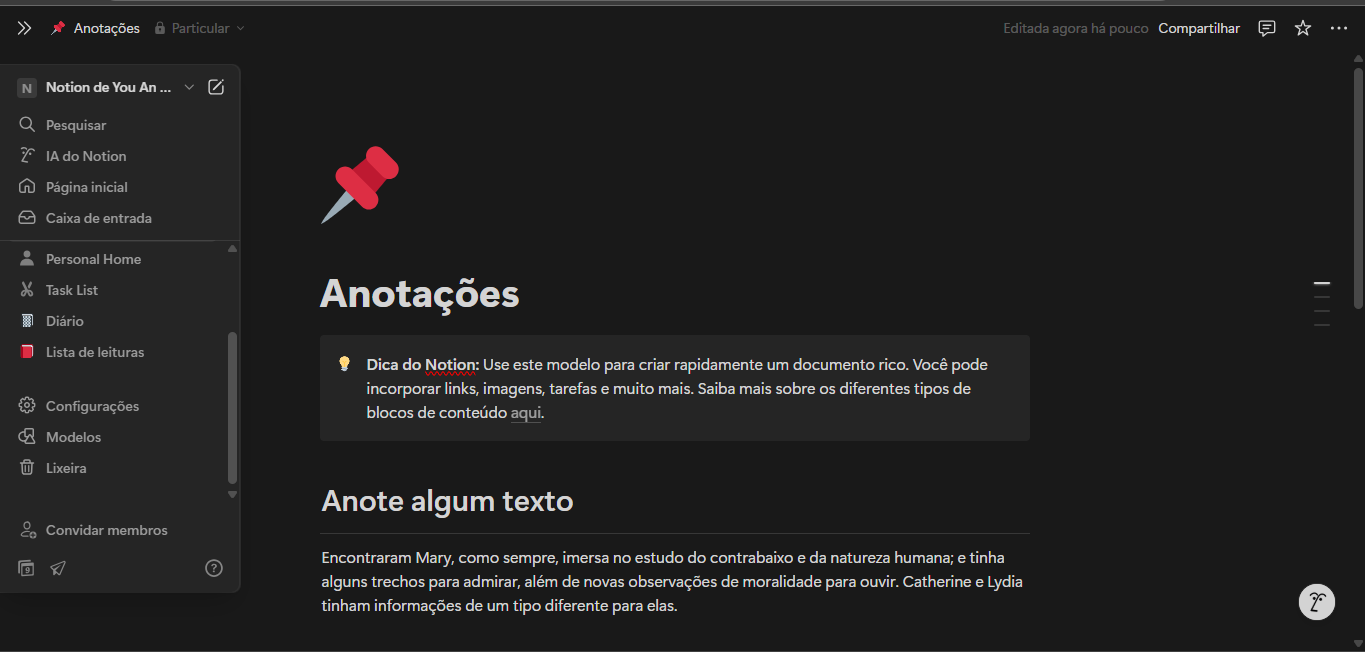 Anotações
Particular
Editada agora há pouco
Compartilhar
N
Notion de You An ...
Pesquisar
IA do Notion
Página inicial
Caixa de entrada
Personal Home
Task List
Diário
Lista de leituras
Configurações
Modelos
Lixeira
Convidar membros
9
?
Anotações
Dica do Notion: Use este modelo para criar rapidamente um documento rico. Você pode
incorporar links, imagens, tarefas e muito mais. Saiba mais sobre os diferentes tipos de
blocos de conteúdo aqui.
Anote algum texto
Encontraram Mary, como sempre, imersa no estudo do contrabaixo e da natureza humana; e tinha
alguns trechos para admirar, além de novas observações de moralidade para ouvir. Catherine e Lydia
tinham informações de um tipo diferente para elas.